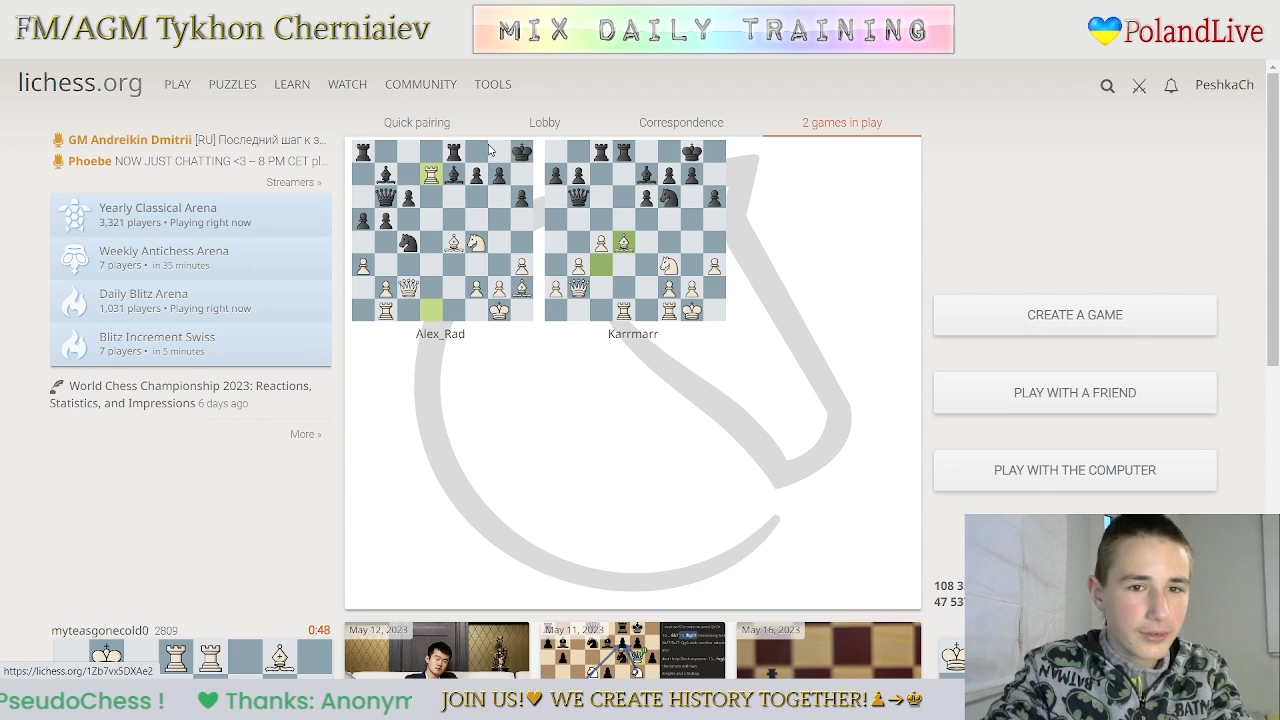 FM/AGM Tykhon Cherniaiev
MIX DAILY TRAINING
PolandLive
lichess.org
PLAY
PUZZLES
LEARN
WATCH
COMMUNITY
TOOLS
PeshkaCh
Quick pairing
Lobby
Correspondence
2 games in play
GM Andreikin Dmitrii [RU] Последний шаг к з...
Phoebe NOW JUST CHATTING <3 – 8 PM CET pl...
Streamers »
Yearly Classical Arena
3,321 players • Playing right now
Weekly Antichess Arena
7 players • in 35 minutes
Daily Blitz Arena
1,031 players • Playing right now
Blitz Increment Swiss
7 players • in 5 minutes
World Chess Championship 2023: Reactions,
Statistics, and Impressions 6 days ago
More »
Alex_Rad
Karrmarr
CREATE A GAME
PLAY WITH A FRIEND
PLAY WITH THE COMPUTER
108 3
47 53
myteasgonecold0 2809
0:48
May 12, 2023
May 11, 2023
May 16, 2023
PseudoChess !
Thanks: Anonym
JOIN US! WE CREATE HISTORY TOGETHER!
BATMAN